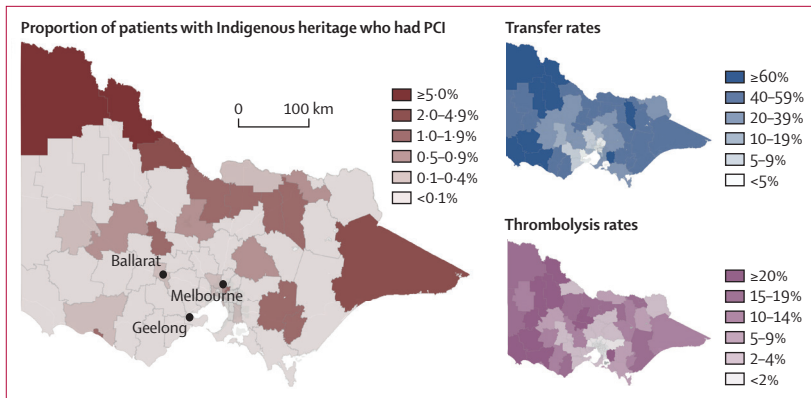 Proportion of patients with Indigenous heritage who had PCI
0 100 km
≥5·0%
2·0–4·9%
1·0–1·9%
0·5–0·9%
0·1–0·4%
<0·1%
Ballarat
Melbourne
Geelong
Transfer rates
≥60%
40–59%
20–39%
10–19%
5–9%
<5%
Thrombolysis rates
≥20%
15–19%
10–14%
5–9%
2–4%
<2%